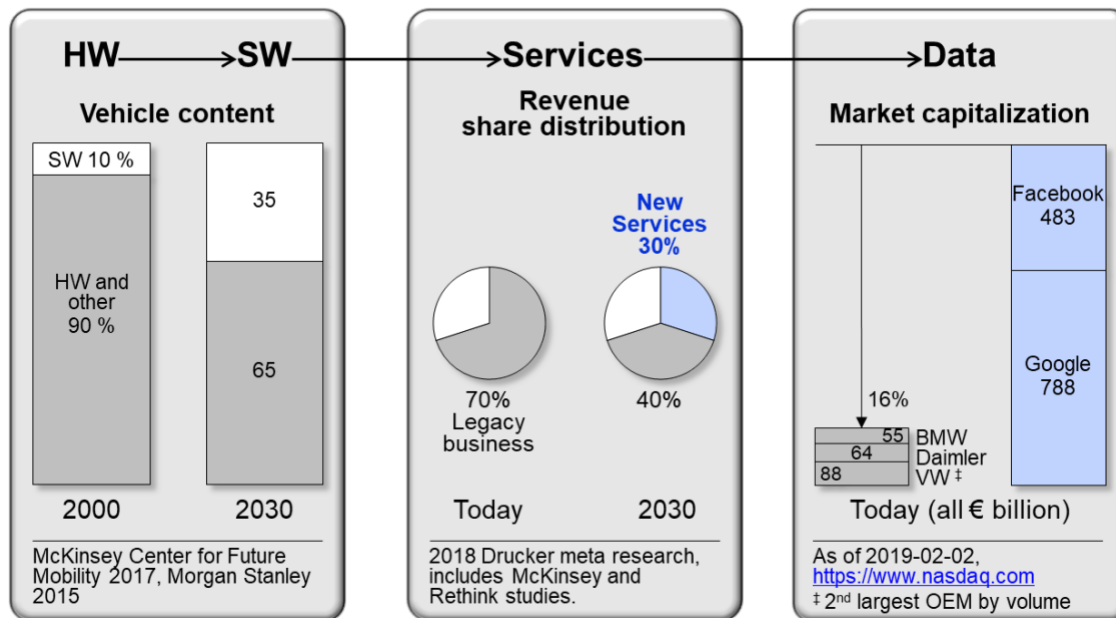 HW
SW
Vehicle content
SW 10 %
HW and
other
90 %
35
65
2000
2030
McKinsey Center for Future
Mobility 2017, Morgan Stanley
2015
Services
Revenue
share distribution
New
Services
30%
70%
Legacy
business
40%
Today
2030
2018 Drucker meta research,
includes McKinsey and
Rethink studies.
Data
Market capitalization
Facebook
483
Google
788
16%
55 BMW
64 Daimler
88 VW ‡
Today (all € billion)
As of 2019-02-02,
https://www.nasdaq.com
‡ 2nd largest OEM by volume